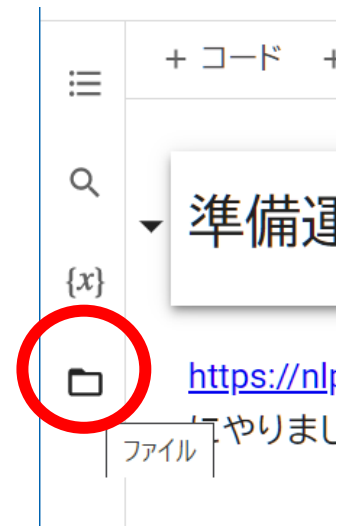 + コード +
{x}
準備運
https://nlp
にやりまし
ファイル